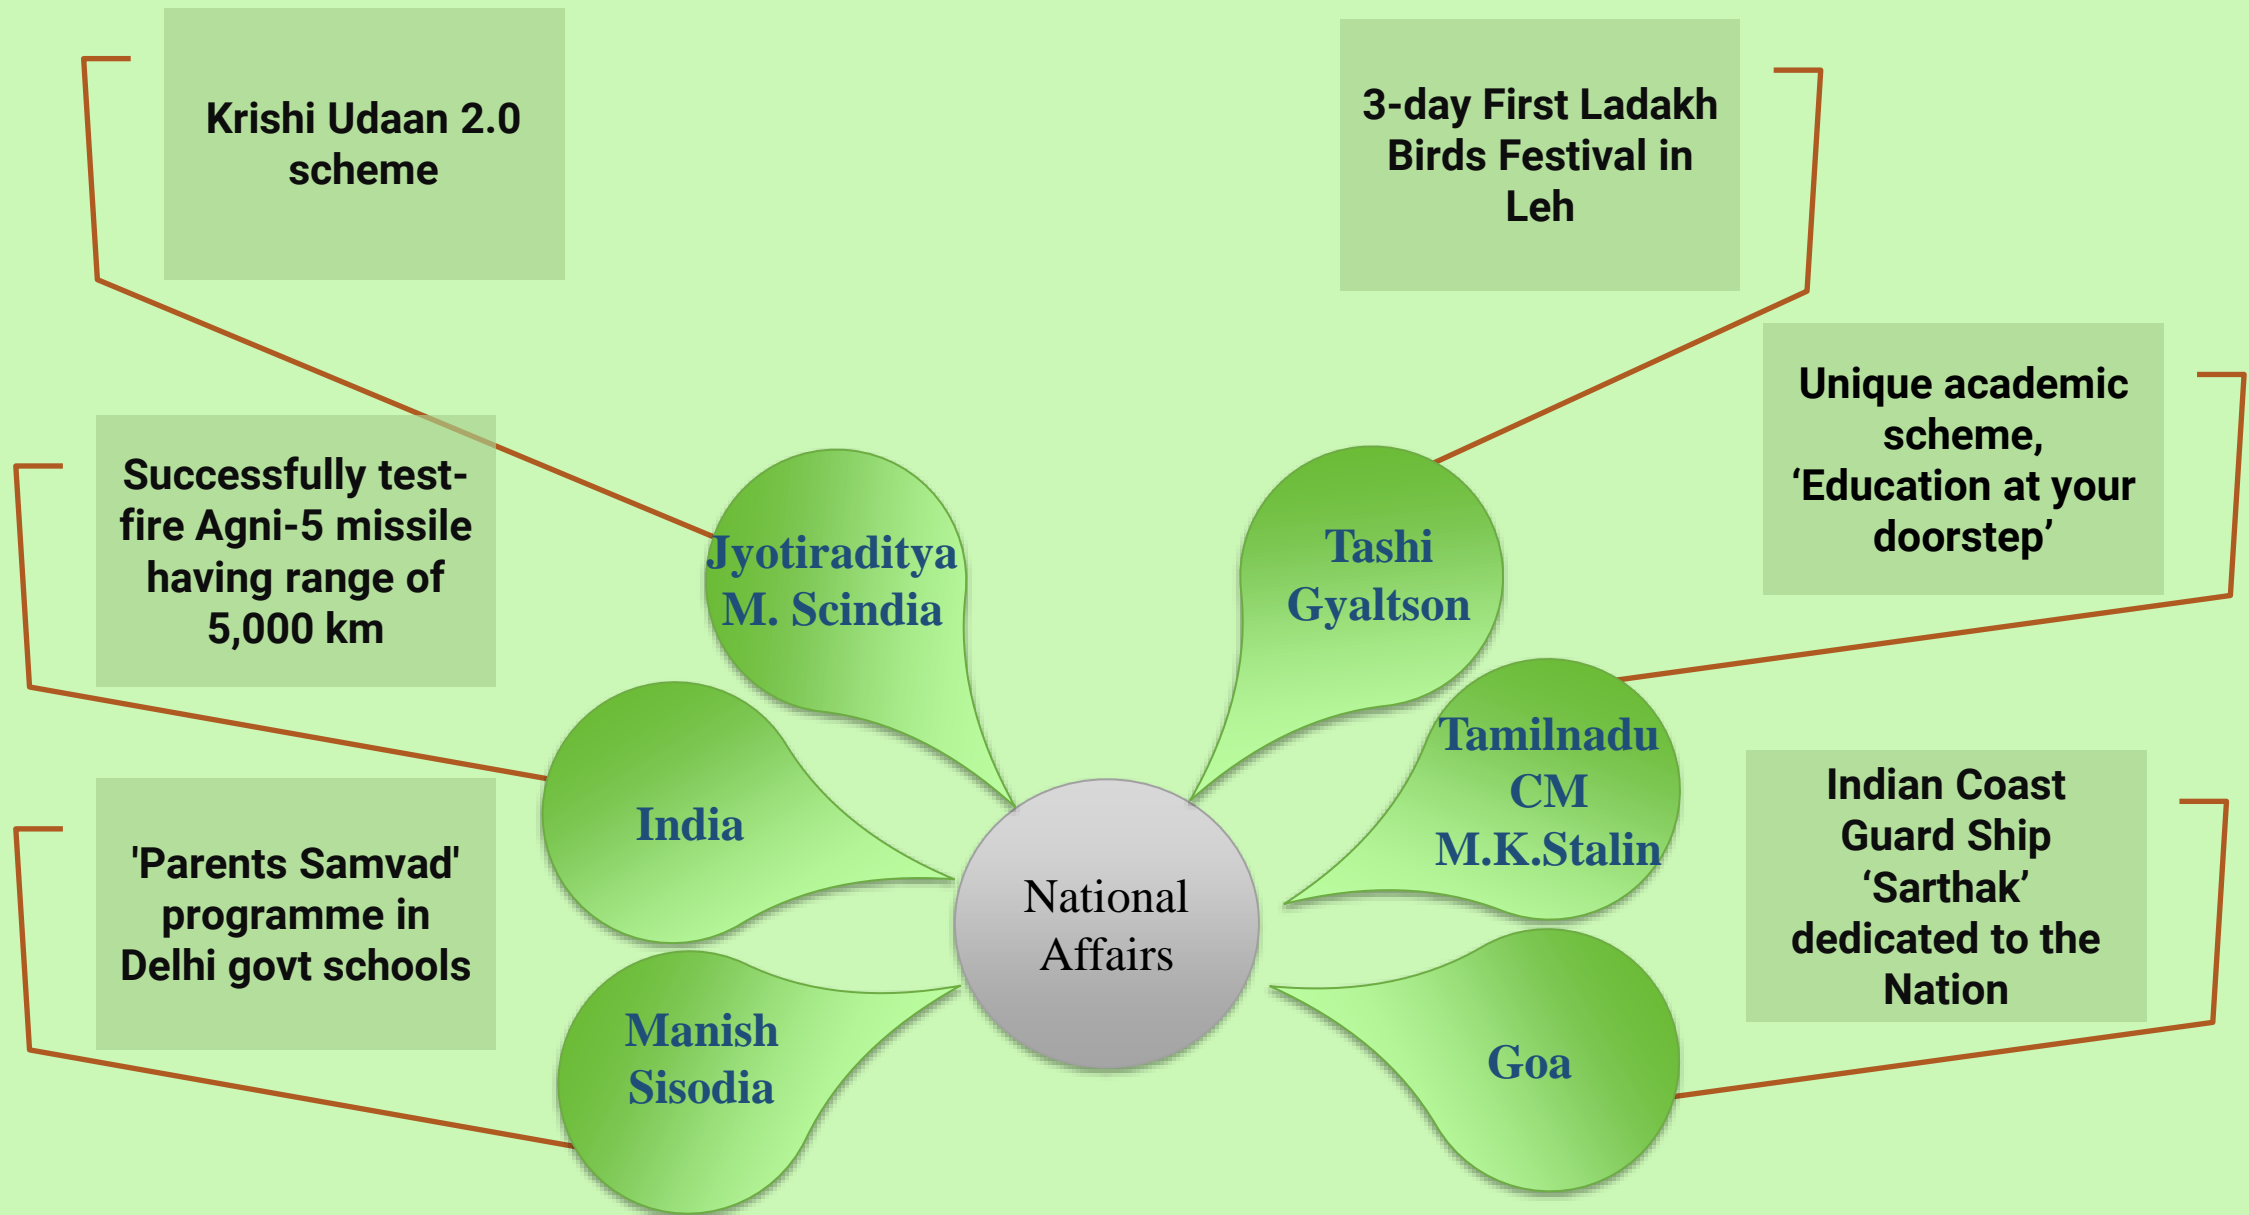 Krishi Udaan 2.0
scheme
3-day First Ladakh
Birds Festival in
Leh
Successfully test-
fire Agni-5 missile
having range of
5,000 km
Unique academic
scheme,
‘Education at your
doorstep’
'Parents Samvad'
programme in
Delhi govt schools
Indian Coast
Guard Ship
‘Sarthak’
dedicated to the
Nation
Jyotiraditya
M. Scindia
Tashi
Gyaltson
India
Tamilnadu
CM
M.K.Stalin
Manish
Sisodia
Goa
National
Affairs